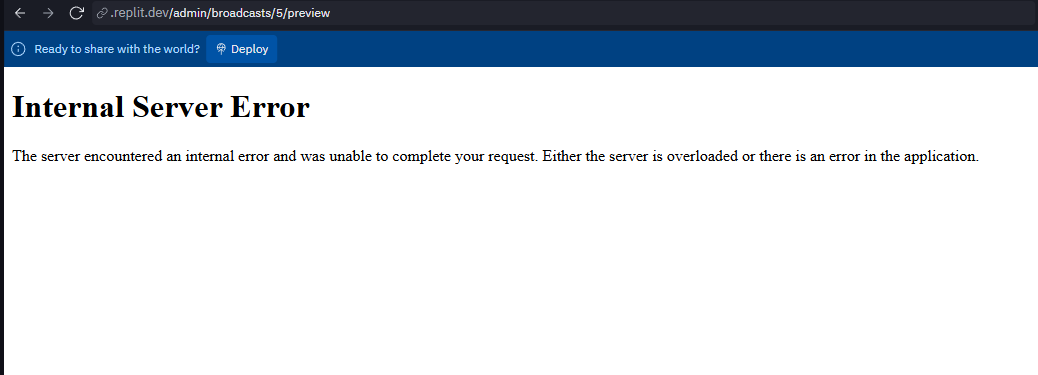 .replit.dev/admin/broadcasts/5/preview
Ready to share with the world? Deploy
Internal Server Error
The server encountered an internal error and was unable to complete your request. Either the server is overloaded or there is an error in the application.